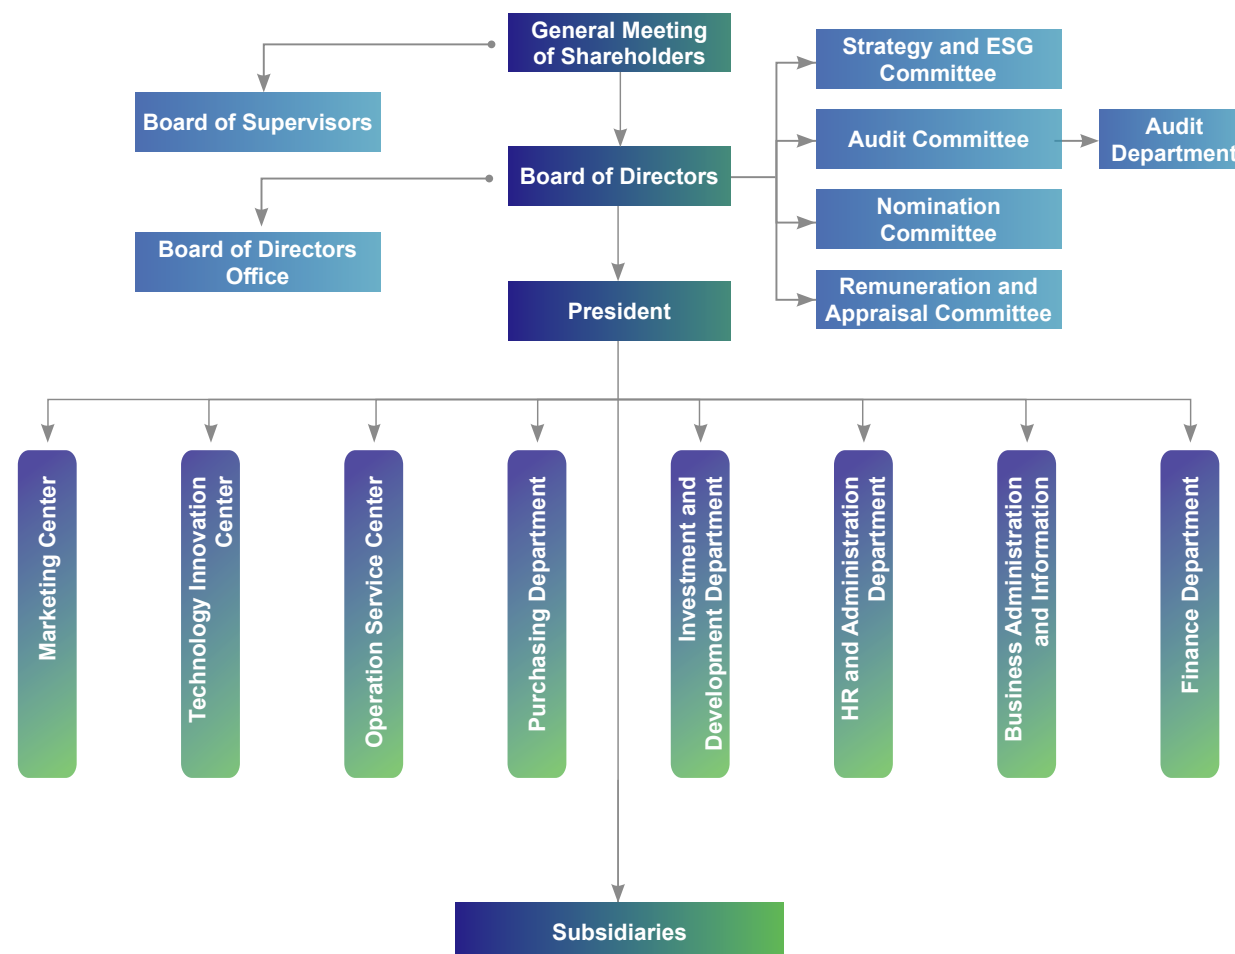 General Meeting
of Shareholders
Strategy and ESG
Committee
Board of Supervisors
Audit Committee
Audit
Department
Board of Directors
Nomination
Committee
Board of Directors
Office
President
Remuneration and
Appraisal Committee
Marketing Center
Technology Innovation
Center
Operation Service Center
Purchasing Department
Investment and
Development Department
HR and Administration
Department
Business Administration
and Information
Finance Department
Subsidiaries